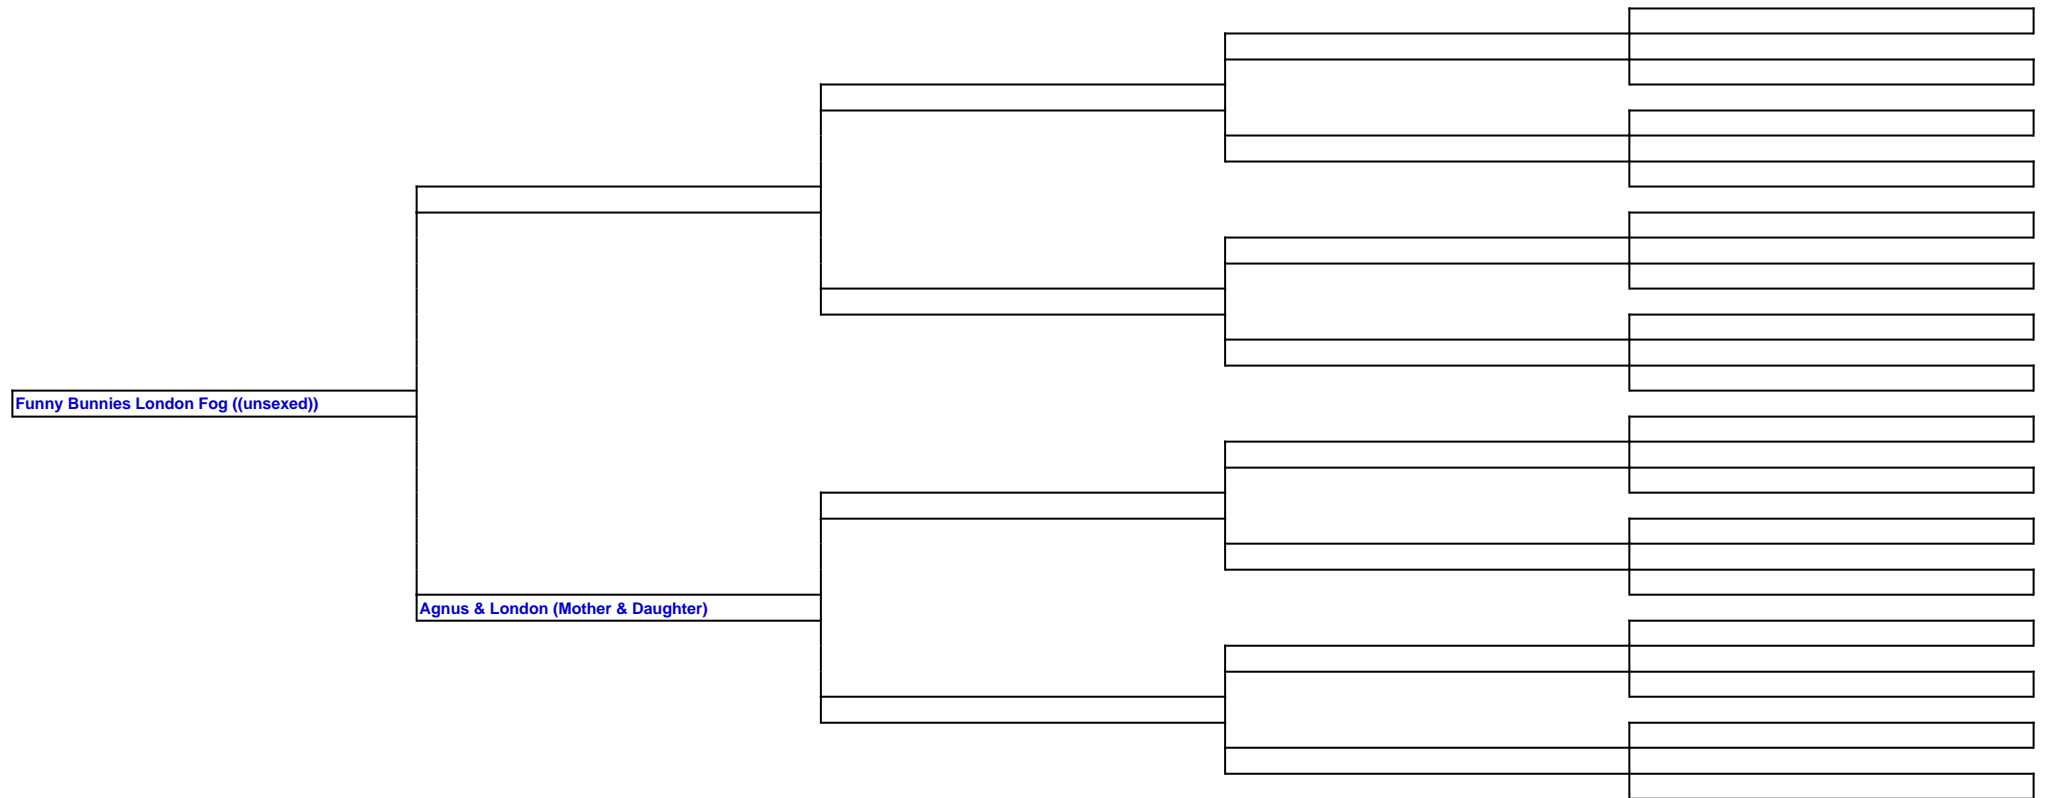 Funny Bunnies London Fog ((unsexed))
Agnus & London (Mother & Daughter)